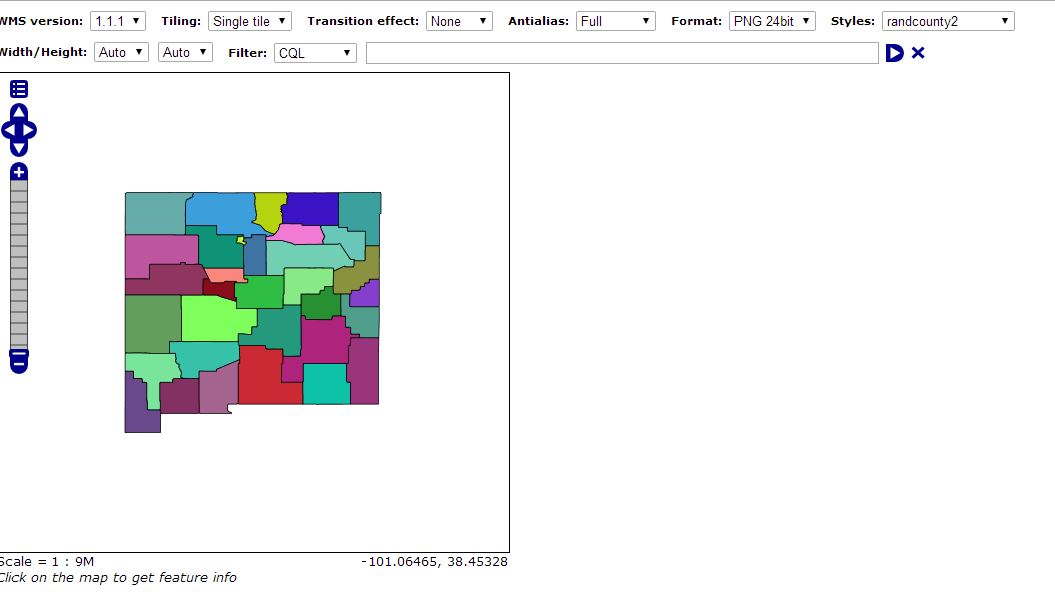 WMS version: 1.1.1 Tiling: Single tile Transition effect: None Antialias: Full Format: PNG 24bit Styles: randcounty2
Width/Height: Auto Auto Filter: CQL
Scale = 1 : 9M -101.06465, 38.45328
Click on the map to get feature info